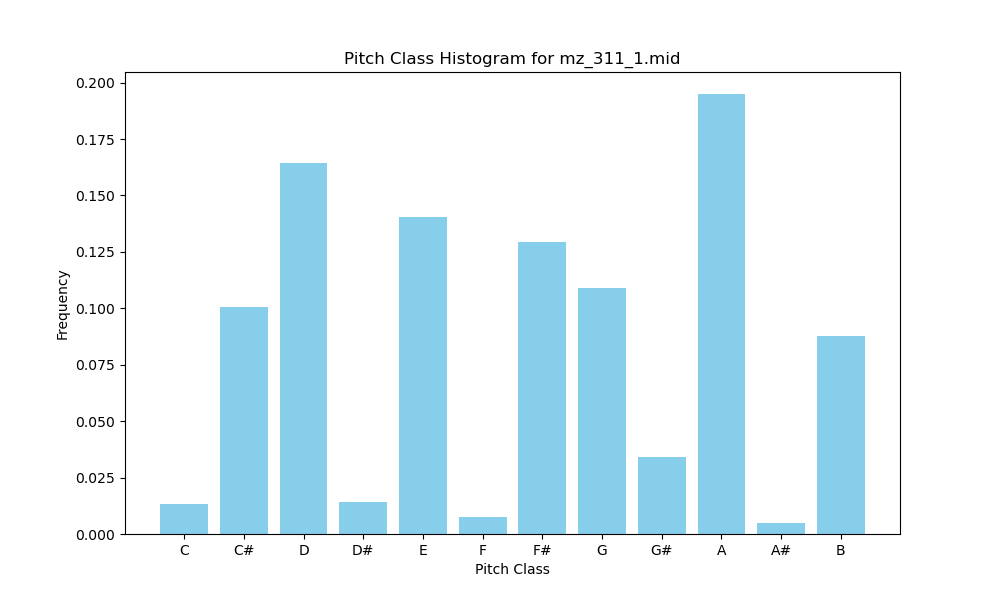 Pitch Class Histogram for mz_311_1.mid
0.200
0.175
0.150
0.125
0.100
0.075
0.050
0.025
0.000
Frequency
C C# D D# E F F# G G# A A# B
Pitch Class